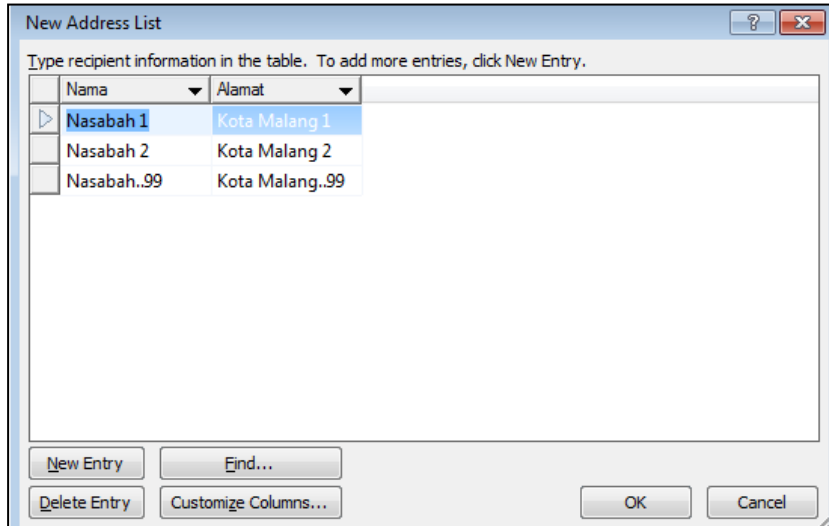 New Address List
Type recipient information in the table. To add more entries, click New Entry.
Nama Alamat
Nasabah 1 Kota Malang 1
Nasabah 2 Kota Malang 2
Nasabah..99 Kota Malang..99
New Entry Find...
Delete Entry Customize Columns... OK Cancel